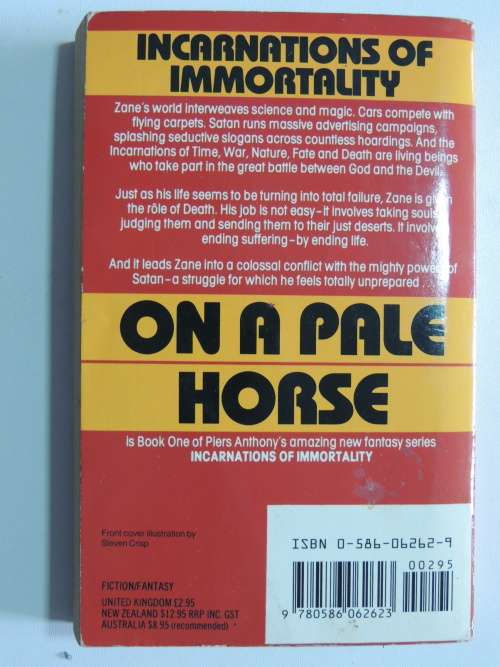 INCARNATIONS OF
IMMORTALITY
Zane's world interweaves science and magic. Cars compete with
flying carpets. Satan runs massive advertising campaigns,
splashing seductive slogans across countless hoardings. And the
Incarnations of Time, War, Nature, Fate and Death are living beings
who take part in the great battle between God and the Devil.
Just as his life seems to be turning into total failure, Zane is given
the rôle of Death. His job is not easy–it involves taking souls,
judging them and sending them to their just deserts. It involves
ending suffering–by ending life.
And it leads Zane into a colossal conflict with the mighty power of
Satan–a struggle for which he feels totally unprepared . . .
ON A PALE
HORSE
is Book One of Piers Anthony's amazing new fantasy series
INCARNATIONS OF IMMORTALITY
Front cover illustration by
Steven Crisp
FICTION/FANTASY
UNITED KINGDOM £2.95
NEW ZEALAND $12.95 RRP INC. GST
AUSTRALIA $8.95 (recommended)
ISBN 0-586-06262-9
00295
9 780586 062623